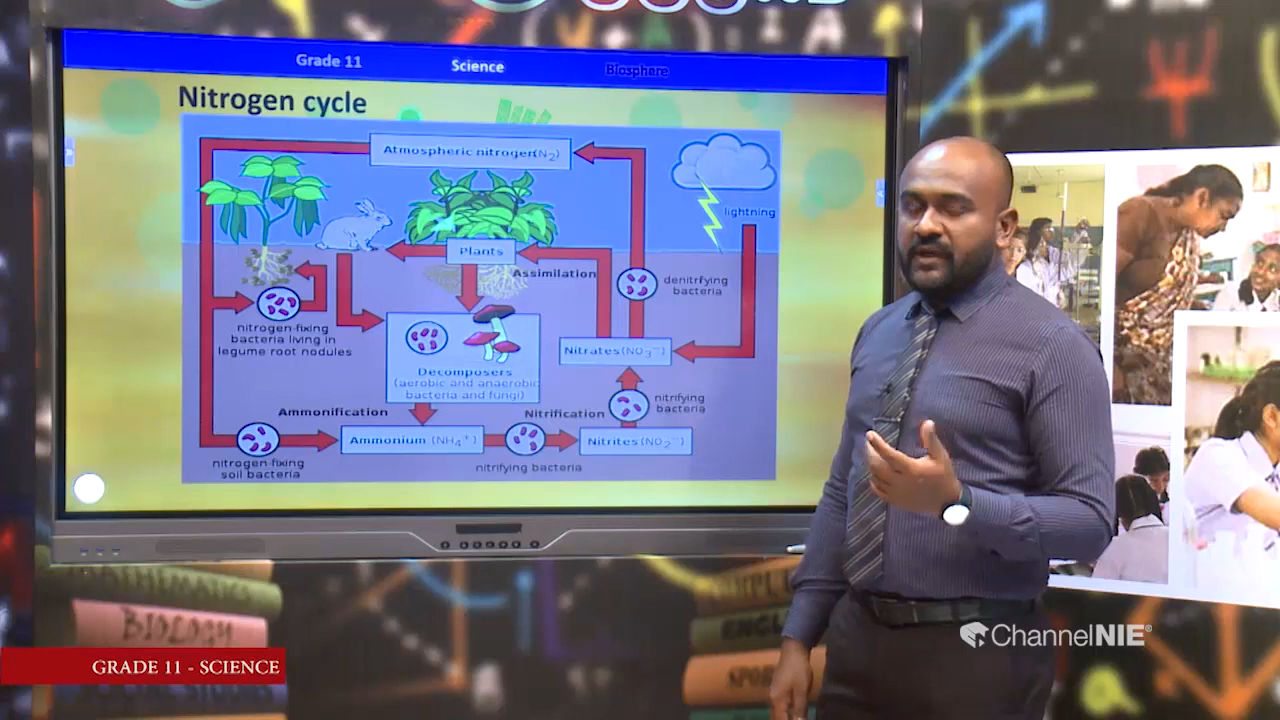 Grade 11
Science
Biosphere
Nitrogen cycle
Atmospheric nitrogen(N2)
lightning
Plants
Assimilation
denitrfying
bacteria
nitrogen-fixing
bacteria living in
legume root nodules
Nitrates(NO3−)
Decomposers
(aerobic and anaerobic
bacteria and fungi)
nitrifying
bacteria
Ammonification
Nitrification
Ammonium (NH4+)
Nitrites(NO2−)
nitrogen-fixing
soil bacteria
nitrifying bacteria
MATHEMATICS
BIOLOGY
GRADE 11 - SCIENCE
ChannelNIE®